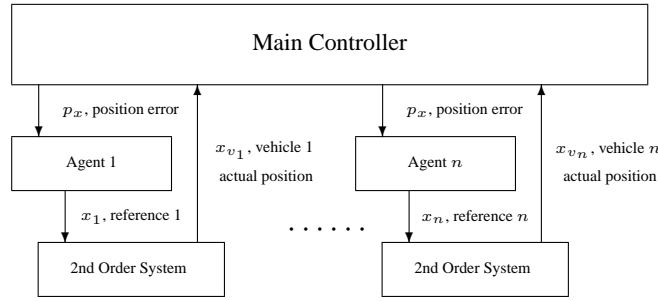 Main Controller
p_x, position error
p_x, position error
x_{v_1}, vehicle 1
actual position
x_{v_n}, vehicle n
actual position
Agent 1
Agent n
x_1, reference 1
x_n, reference n
......
2nd Order System
2nd Order System